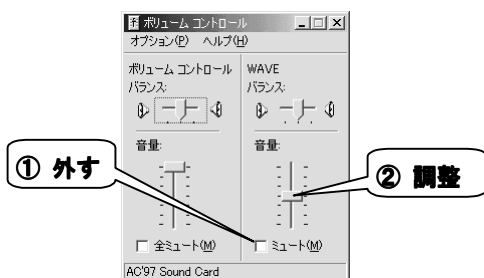 ボリューム コントロール
オプション(P) ヘルプ(H)
ボリューム コントロール
バランス:
音量:
全ミュート(M)
WAVE
バランス:
音量:
ミュート(M)
① 外す
② 調整
AC'97 Sound Card